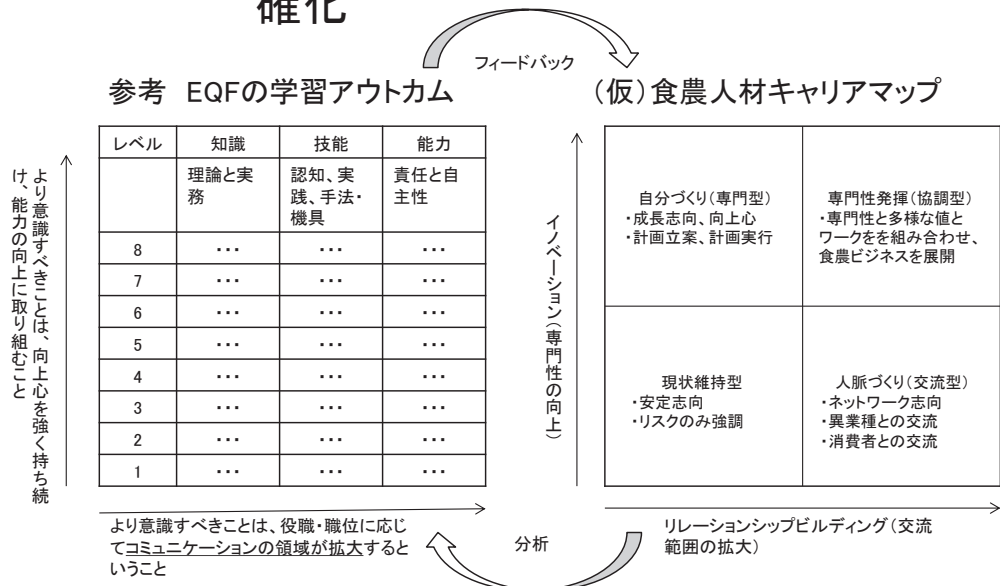 確化
フィードバック
参考 EQFの学習アウトカム
(仮)食農人材キャリアマップ
より意識すべきことは、向上心を強く持ち続
け、能力の向上に取り組むこと
レベル 知識 技能 能力
理論と実
務
認知、実
践、手法・
機具
責任と自
主性
8 ・・・ ・・・ ・・・
7 ・・・ ・・・ ・・・
6 ・・・ ・・・ ・・・
5 ・・・ ・・・ ・・・
4 ・・・ ・・・ ・・・
3 ・・・ ・・・ ・・・
2 ・・・ ・・・ ・・・
1 ・・・ ・・・ ・・・
より意識すべきことは、役職・職位に応じ
てコミュニケーションの領域が拡大すると
いうこと
イノベーション(専門性の向上)
自分づくり(専門型)
・成長志向、向上心
・計画立案、計画実行
専門性発揮(協調型)
・専門性と多様な値と
ワークをを組み合わせ、
食農ビジネスを展開
現状維持型
・安定志向
・リスクのみ強調
人脈づくり(交流型)
・ネットワーク志向
・異業種との交流
・消費者との交流
リレーションシップビルディング(交流
範囲の拡大)
分析